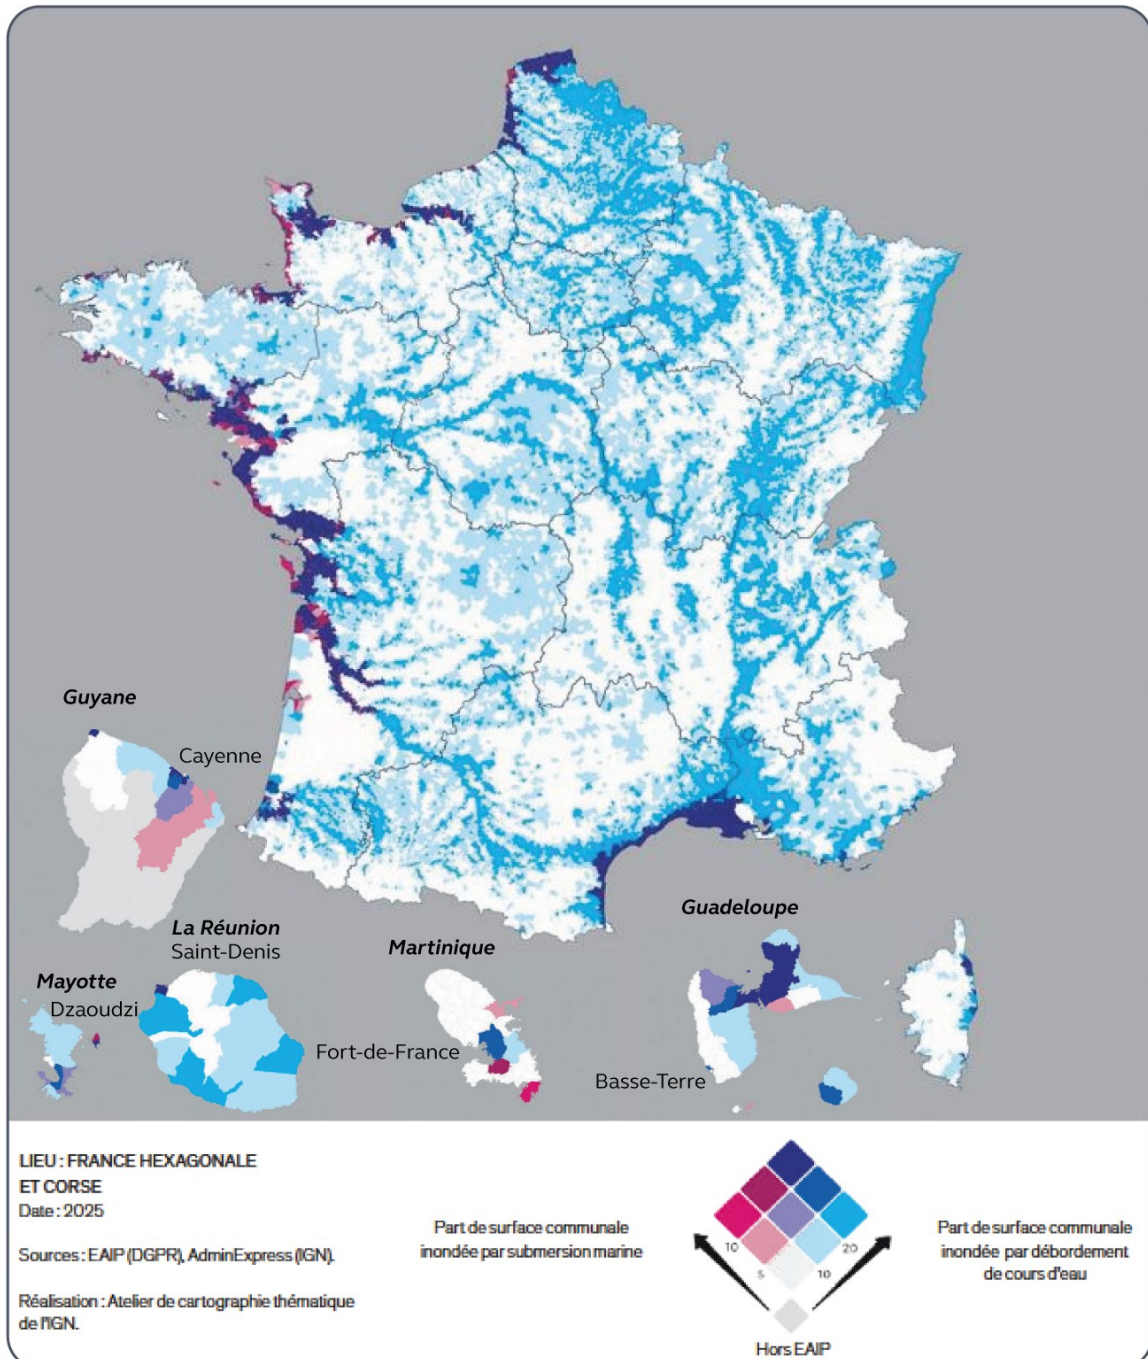 Guyane
Cayenne
La Réunion
Saint-Denis
Mayotte
Dzaoudzi
Martinique
Fort-de-France
Guadeloupe
Basse-Terre
LIEU : FRANCE HEXAGONALE
ET CORSE
Date : 2025
Sources : EAIP (DGPR), AdminExpress (IGN).
Réalisation : Atelier de cartographie thématique
de l'IGN.
Part de surface communale
inondée par submersion marine
10
5
20
10
Hors EAIP
Part de surface communale
inondée par débordement
de cours d'eau